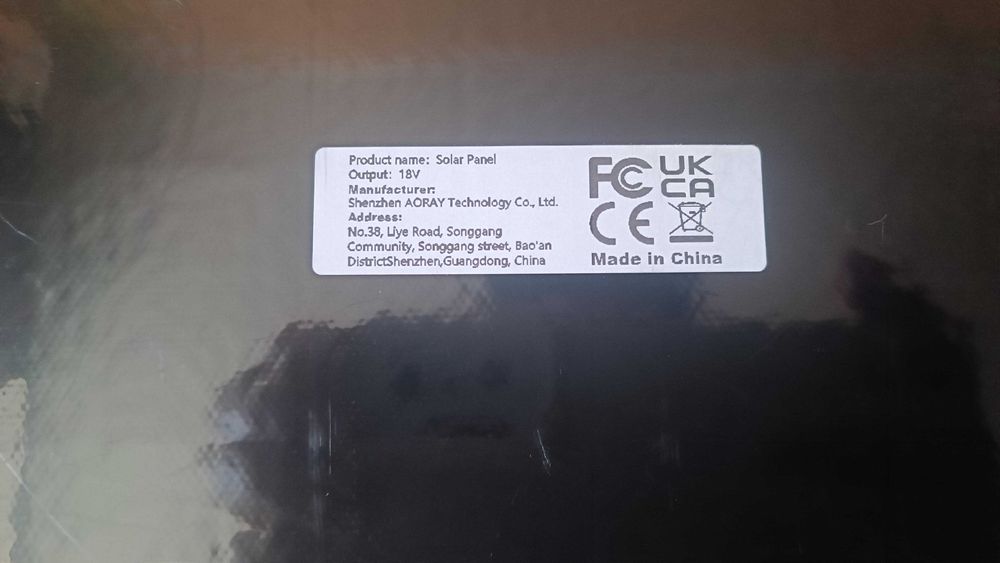 Product name: Solar Panel
Output: 18V
Manufacturer:
Shenzhen AORAY Technology Co., Ltd.
Address:
No.38, Liye Road, Songgang
Community, Songgang street, Bao'an
DistrictShenzhen,Guangdong, China
FC
UK
CA
CE
Made in China